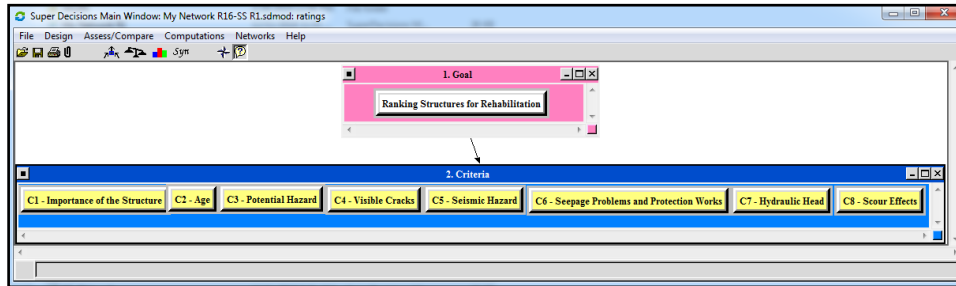 Super Decisions Main Window: My Network R16-SS R1.sdmod: ratings
File Design Assess/Compare Computations Networks Help
Syn
1. Goal
Ranking Structures for Rehabilitation
2. Criteria
C1 - Importance of the Structure C2 - Age C3 - Potential Hazard C4 - Visible Cracks C5 - Seismic Hazard C6 - Seepage Problems and Protection Works C7 - Hydraulic Head C8 - Scour Effects